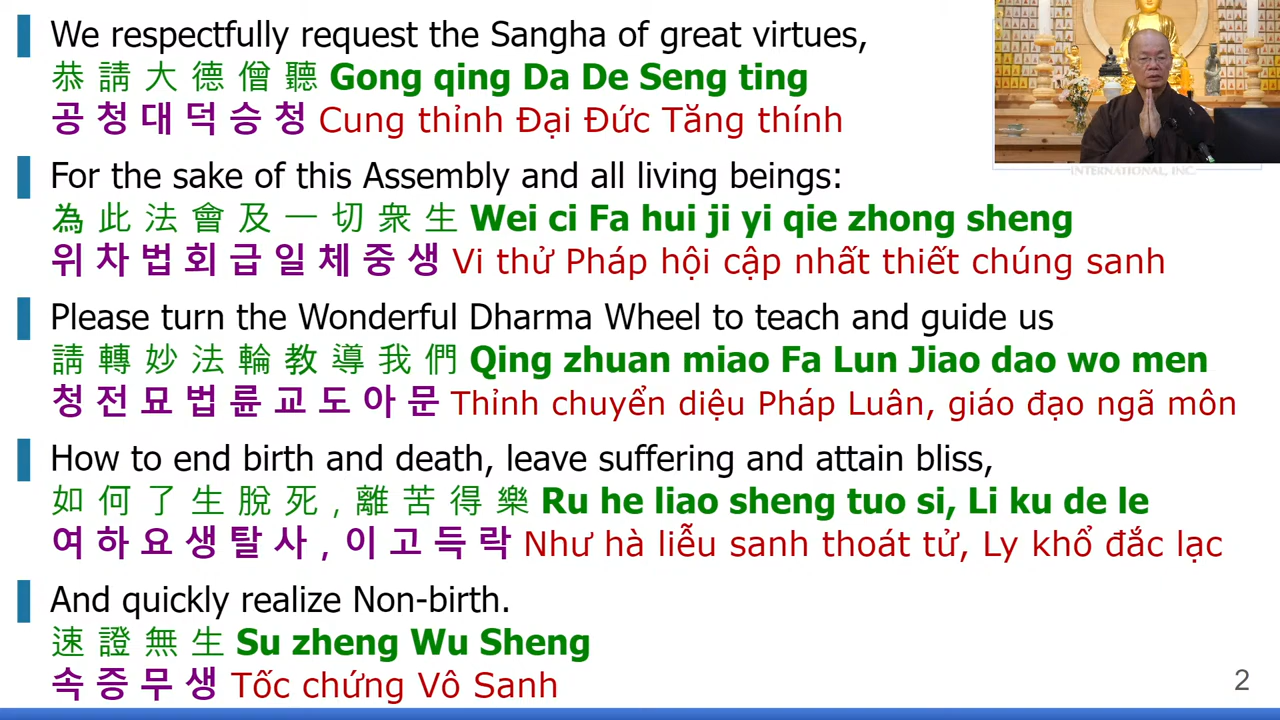 We respectfully request the Sangha of great virtues,
恭 請 大 德 僧 聽 Gong qing Da De Seng ting
공 청 대 덕 승 청 Cung thỉnh Đại Đức Tăng thính
For the sake of this Assembly and all living beings:
為 此 法 會 及 一 切 衆 生 Wei ci Fa hui ji yi qie zhong sheng
위 차 법 회 급 일 체 중 생 Vi thử Pháp hội cập nhất thiết chúng sanh
Please turn the Wonderful Dharma Wheel to teach and guide us
請 轉 妙 法 輪 教 導 我 們 Qing zhuan miao Fa Lun Jiao dao wo men
청 전 묘 법 륜 교 도 아 문 Thỉnh chuyển diệu Pháp Luân, giáo đạo ngã môn
How to end birth and death, leave suffering and attain bliss,
如 何 了 生 脫 死 , 離 苦 得 樂 Ru he liao sheng tuo si, Li ku de le
여 하 요 생 탈 사 , 이 고 득 락 Như hà liễu sanh thoát tử, Ly khổ đắc lạc
And quickly realize Non-birth.
速 證 無 生 Su zheng Wu Sheng
속 증 무 생 Tốc chứng Vô Sanh
INTERNATIONAL, INC.
2